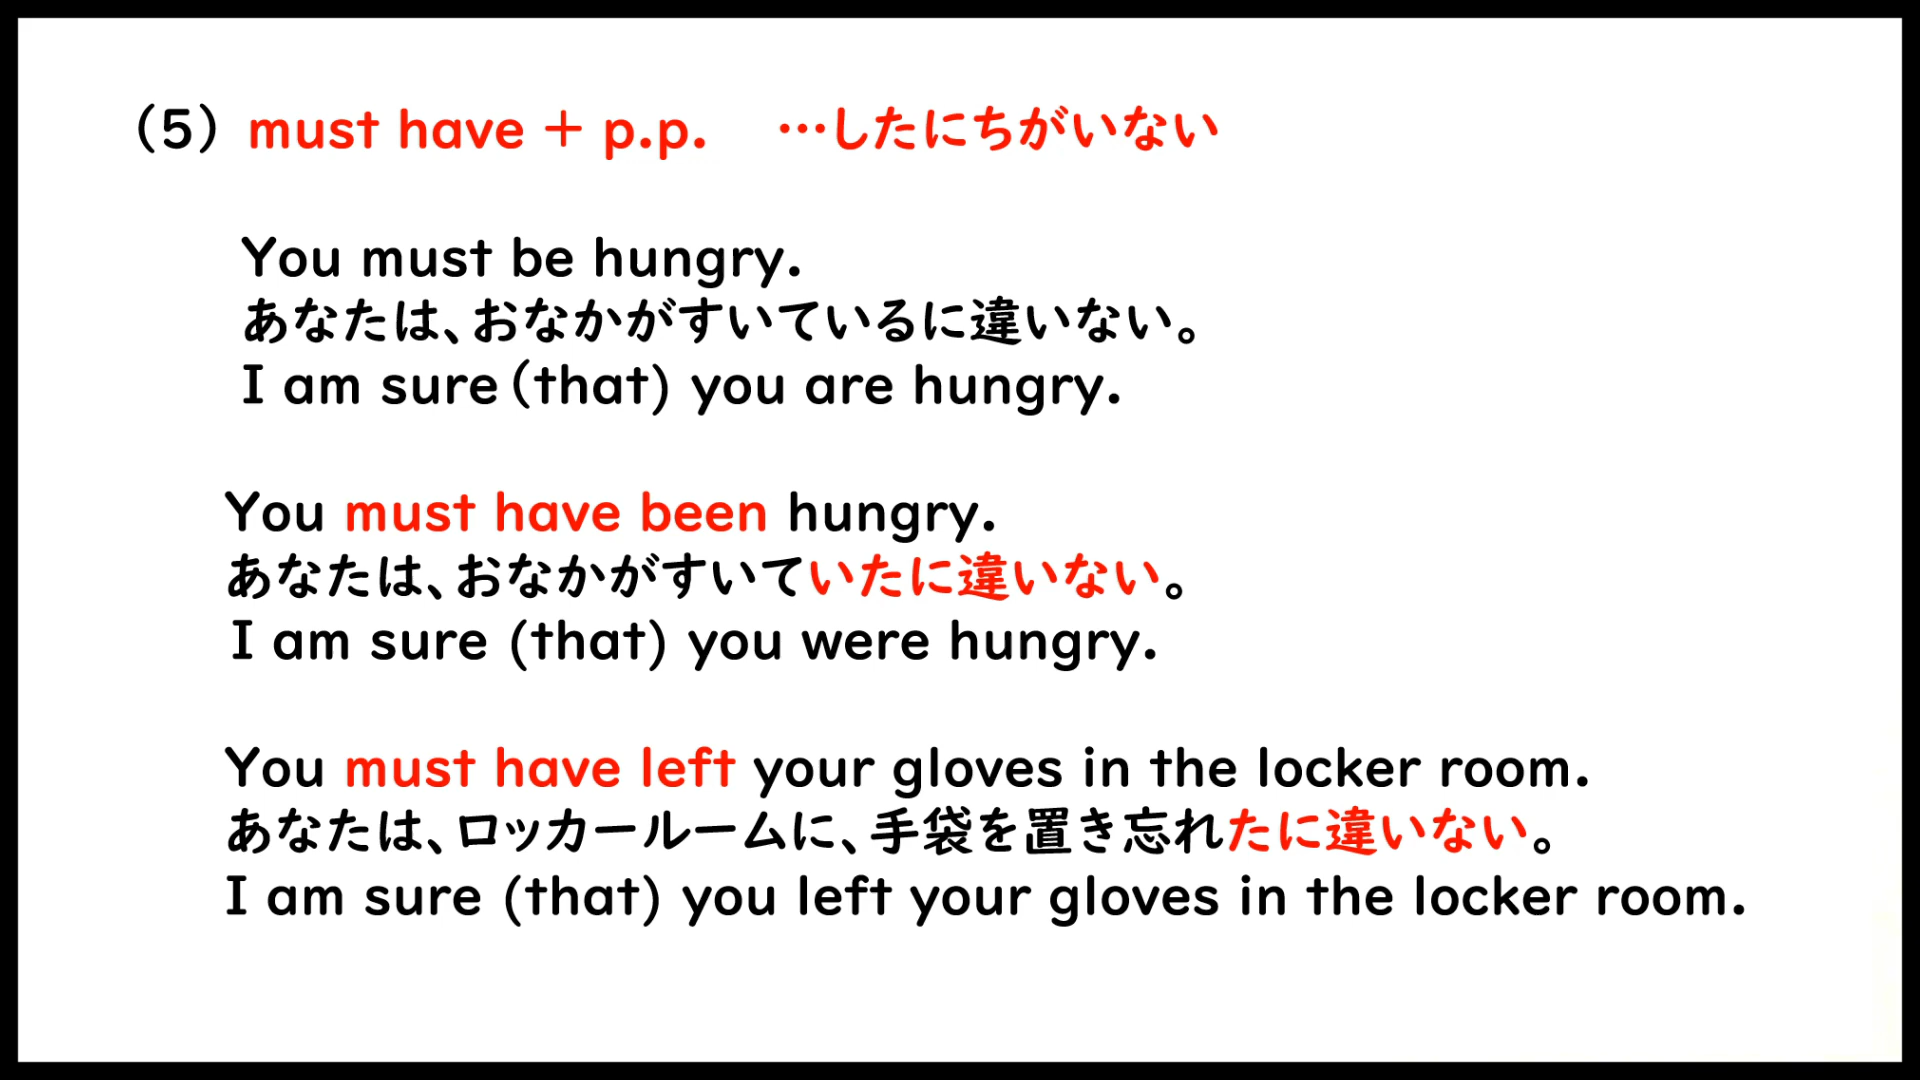 (5) must have + p.p. …したにちがいない
You must be hungry.
あなたは、おなかがすいているに違いない。
I am sure (that) you are hungry.
You must have been hungry.
あなたは、おなかがすいていたに違いない。
I am sure (that) you were hungry.
You must have left your gloves in the locker room.
あなたは、ロッカールームに、手袋を置き忘れたに違いない。
I am sure (that) you left your gloves in the locker room.